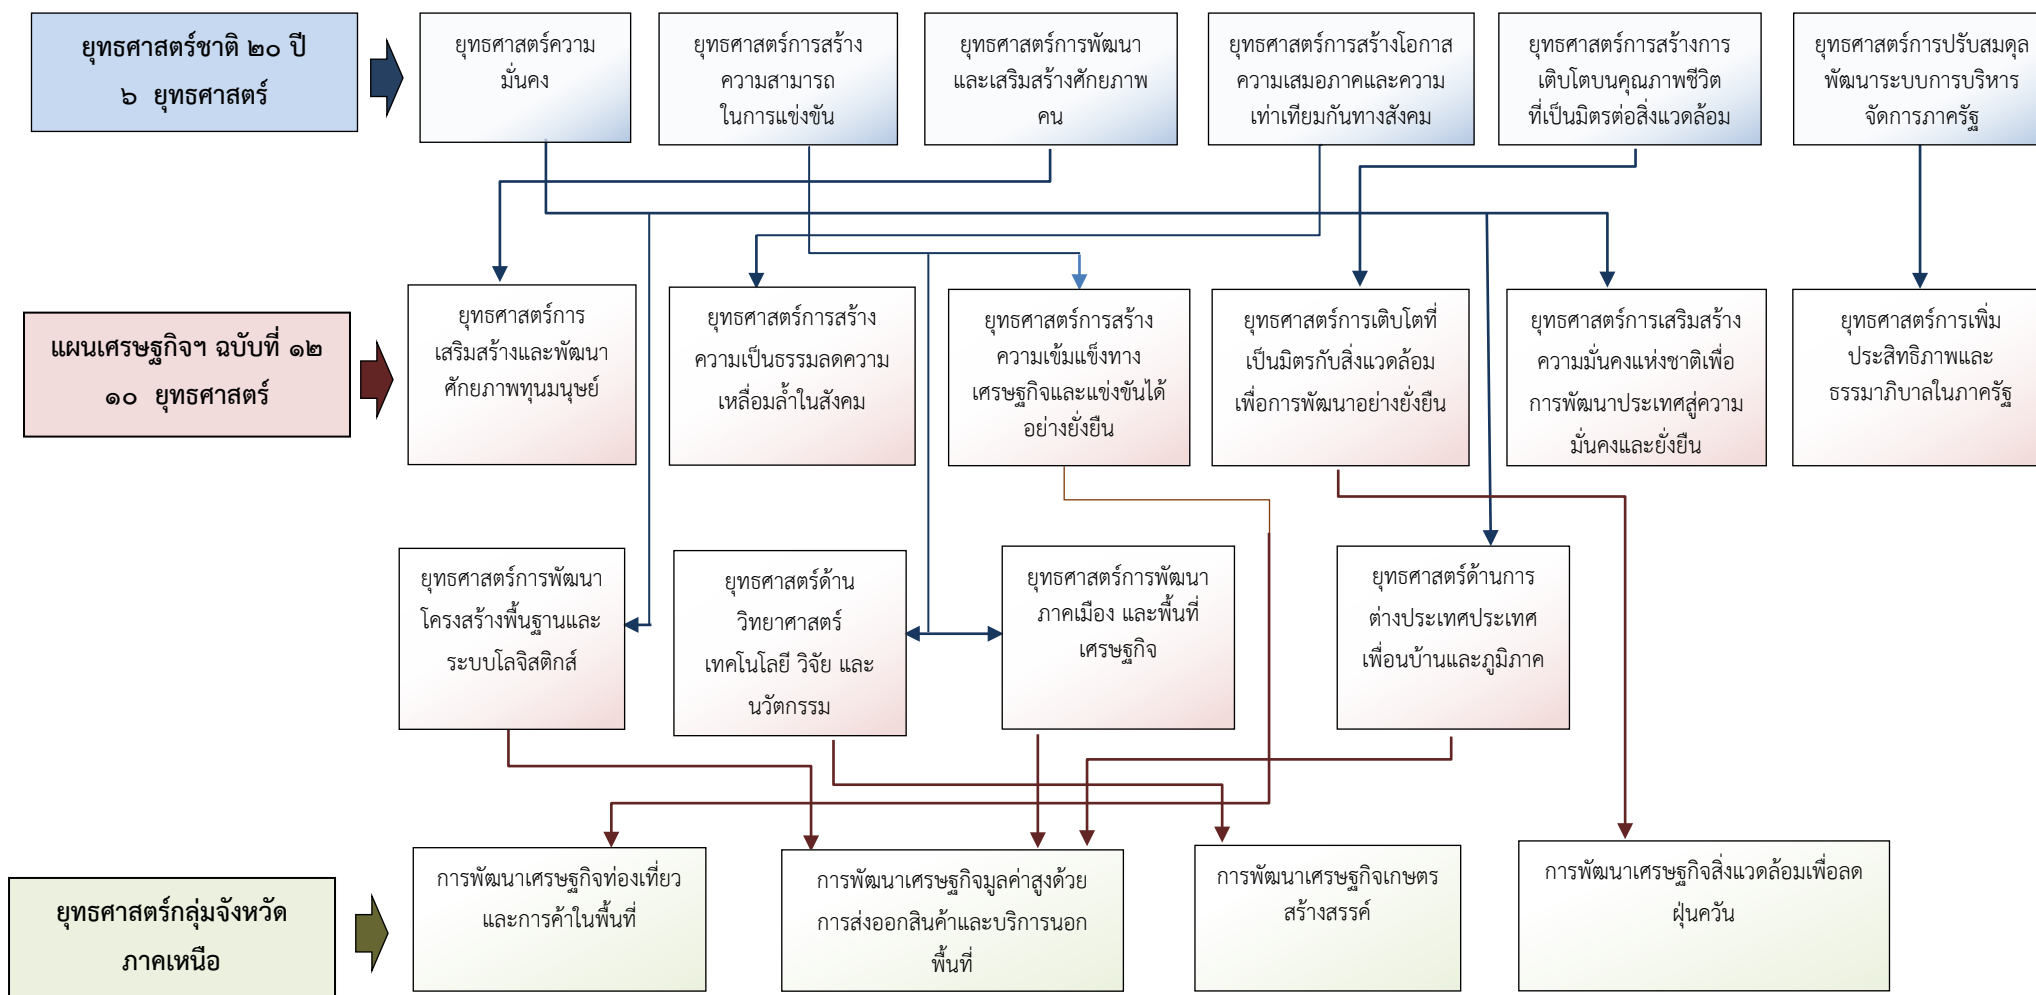 ยุทธศาสตร์ชาติ ๒๐ ปี
๖ ยุทธศาสตร์
ยุทธศาสตร์ความ
มั่นคง
ยุทธศาสตร์การสร้าง
ความสามารถ
ในการแข่งขัน
ยุทธศาสตร์การพัฒนา
และเสริมสร้างศักยภาพ
คน
ยุทธศาสตร์การสร้างโอกาส
ความเสมอภาคและความ
เท่าเทียมกันทางสังคม
ยุทธศาสตร์การสร้างการ
เติบโตบนคุณภาพชีวิต
ที่เป็นมิตรต่อสิ่งแวดล้อม
ยุทธศาสตร์การปรับสมดุล
พัฒนาระบบการบริหาร
จัดการภาครัฐ
แผนเศรษฐกิจฯ ฉบับที่ ๑๒
๑๐ ยุทธศาสตร์
ยุทธศาสตร์การ
เสริมสร้างและพัฒนา
ศักยภาพทุนมนุษย์
ยุทธศาสตร์การสร้าง
ความเป็นธรรมลดความ
เหลื่อมล้ำในสังคม
ยุทธศาสตร์การสร้าง
ความเข้มแข็งทาง
เศรษฐกิจและแข่งขันได้
อย่างยั่งยืน
ยุทธศาสตร์การเติบโตที่
เป็นมิตรกับสิ่งแวดล้อม
เพื่อการพัฒนาอย่างยั่งยืน
ยุทธศาสตร์การเสริมสร้าง
ความมั่นคงแห่งชาติเพื่อ
การพัฒนาประเทศสู่ความ
มั่นคงและยั่งยืน
ยุทธศาสตร์การเพิ่ม
ประสิทธิภาพและ
ธรรมาภิบาลในภาครัฐ
ยุทธศาสตร์การพัฒนา
โครงสร้างพื้นฐานและ
ระบบโลจิสติกส์
ยุทธศาสตร์ด้าน
วิทยาศาสตร์
เทคโนโลยี วิจัย และ
นวัตกรรม
ยุทธศาสตร์การพัฒนา
ภาคเมือง และพื้นที่
เศรษฐกิจ
ยุทธศาสตร์ด้านการ
ต่างประเทศประเทศ
เพื่อนบ้านและภูมิภาค
ยุทธศาสตร์กลุ่มจังหวัด
ภาคเหนือ
การพัฒนาเศรษฐกิจท่องเที่ยว
และการค้าในพื้นที่
การพัฒนาเศรษฐกิจมูลค่าสูงด้วย
การส่งออกสินค้าและบริการนอก
พื้นที่
การพัฒนาเศรษฐกิจเกษตร
สร้างสรรค์
การพัฒนาเศรษฐกิจสิ่งแวดล้อมเพื่อลด
ฝุ่นควัน